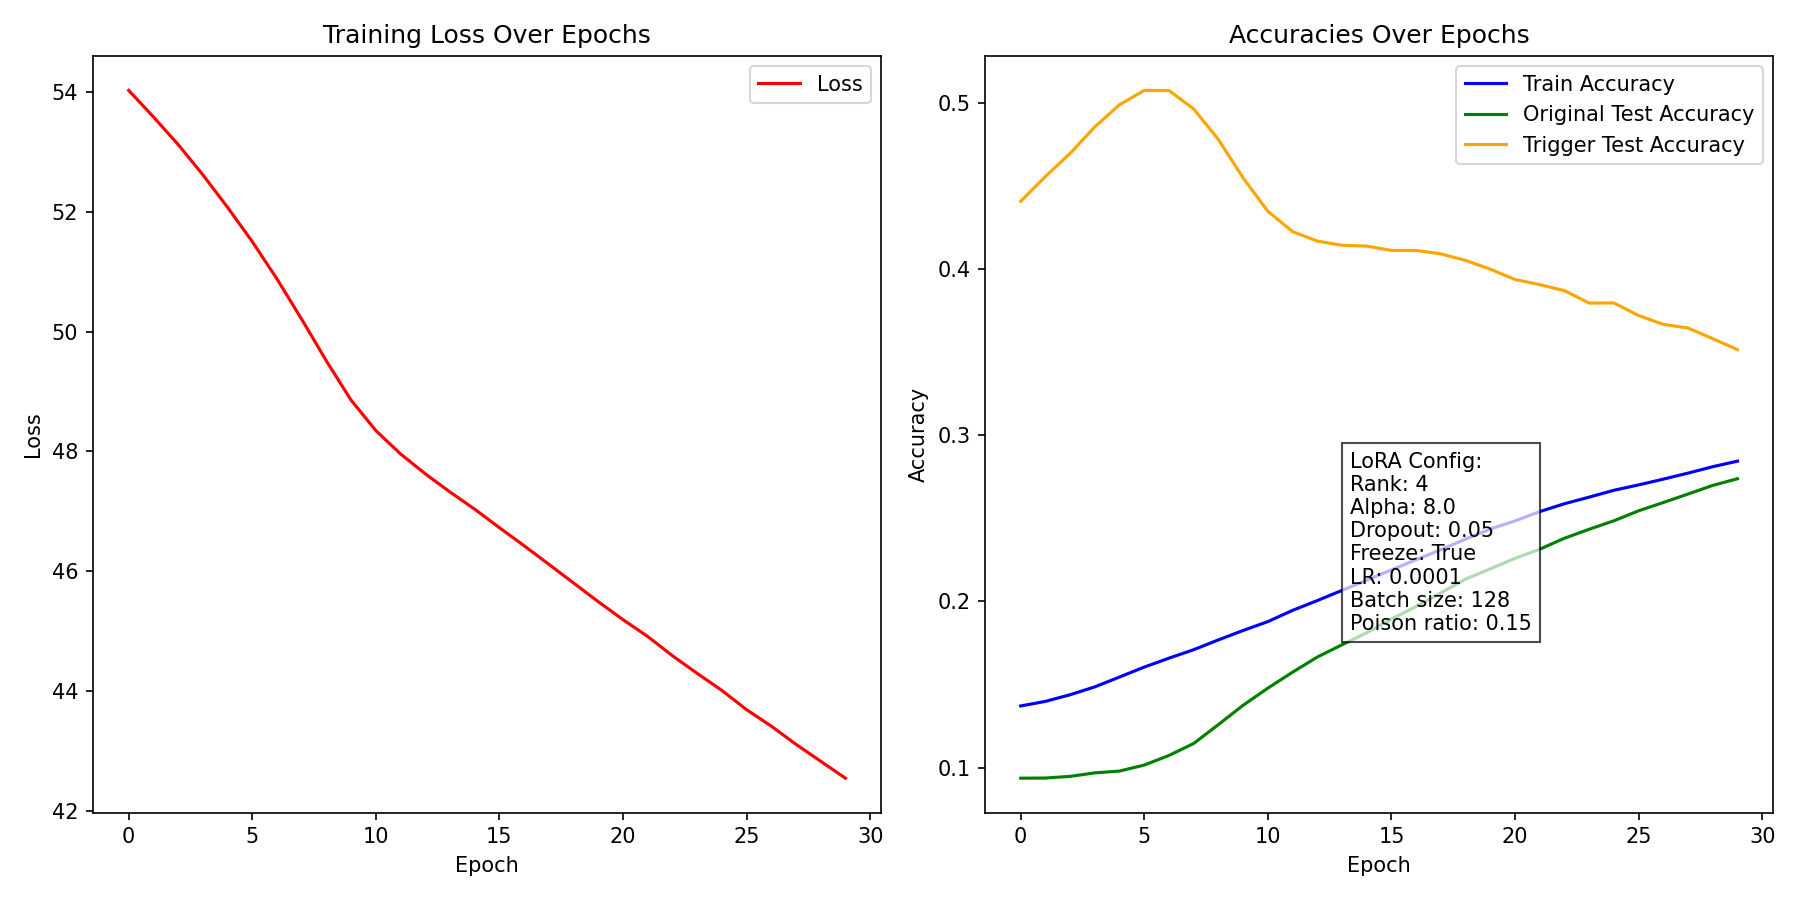 Training Loss Over Epochs
Loss
54
52
50
48
46
44
42
Loss
0 5 10 15 20 25 30
Epoch
Accuracies Over Epochs
Train Accuracy
Original Test Accuracy
Trigger Test Accuracy
0.5
0.4
0.3
0.2
0.1
Accuracy
LoRA Config:
Rank: 4
Alpha: 8.0
Dropout: 0.05
Freeze: True
LR: 0.0001
Batch size: 128
Poison ratio: 0.15
0 5 10 15 20 25 30
Epoch